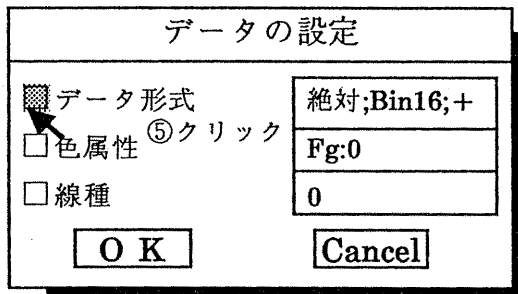 データの設定
データ形式 絶対;Bin16;+
⑤クリック
色属性 Fg:0
線種 0
OK Cancel